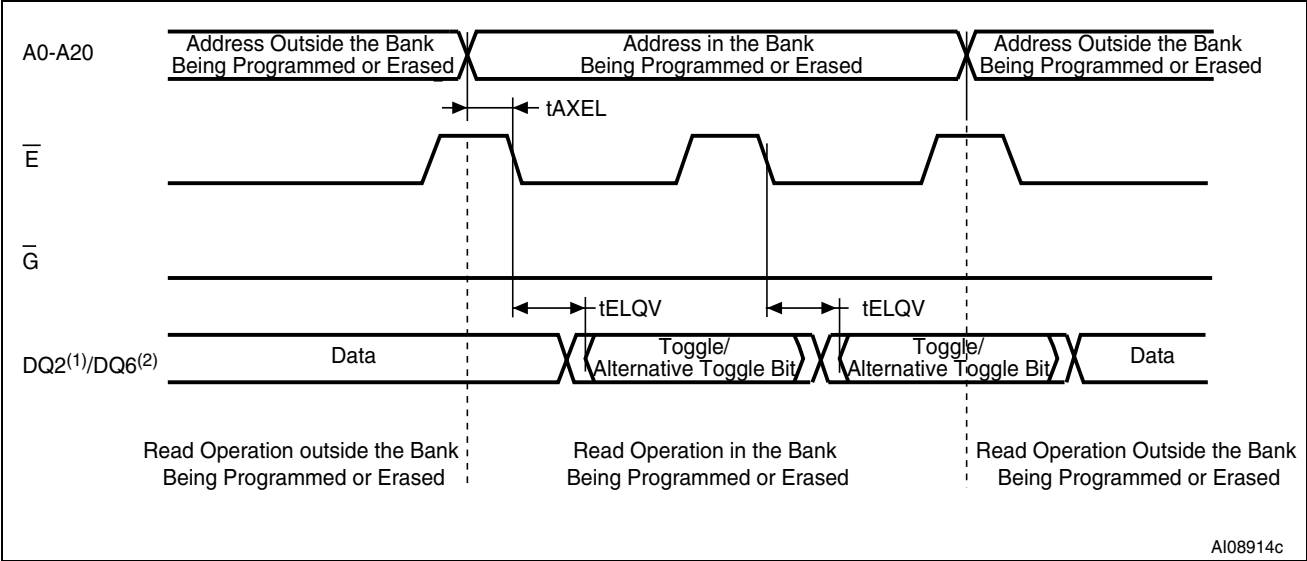 A0-A20
Address Outside the Bank
Being Programmed or Erased
Address in the Bank
Being Programmed or Erased
Address Outside the Bank
Being Programmed or Erased
tAXEL
E
G
tELQV
tELQV
DQ2(1)/DQ6(2)
Data
Toggle/
Alternative Toggle Bit
Toggle/
Alternative Toggle Bit
Data
Read Operation outside the Bank
Being Programmed or Erased
Read Operation in the Bank
Being Programmed or Erased
Read Operation Outside the Bank
Being Programmed or Erased
AI08914c